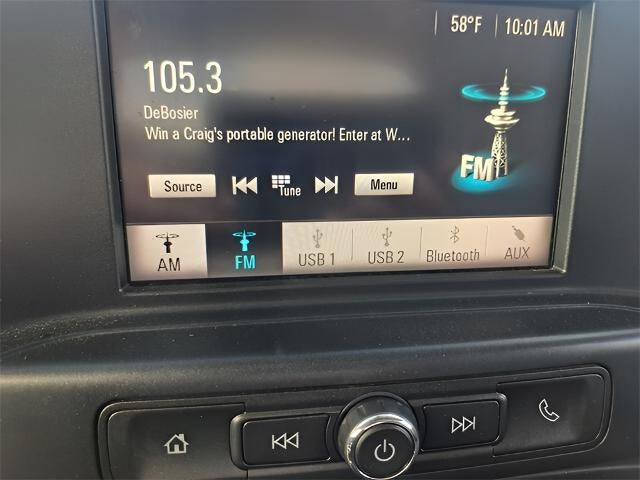 58°F 10:01 AM
105.3
DeBosier
Win a Craig's portable generator! Enter at W...
Source Tune Menu
FM
AM FM USB 1 USB 2 Bluetooth AUX